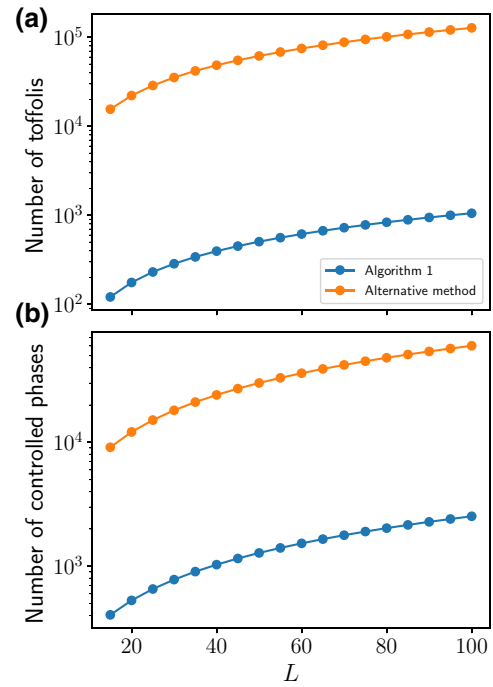 (a)
Number of toffolis
10^5
10^4
10^3
10^2
Algorithm 1
Alternative method
(b)
Number of controlled phases
10^4
10^3
20
40
60
80
100
L